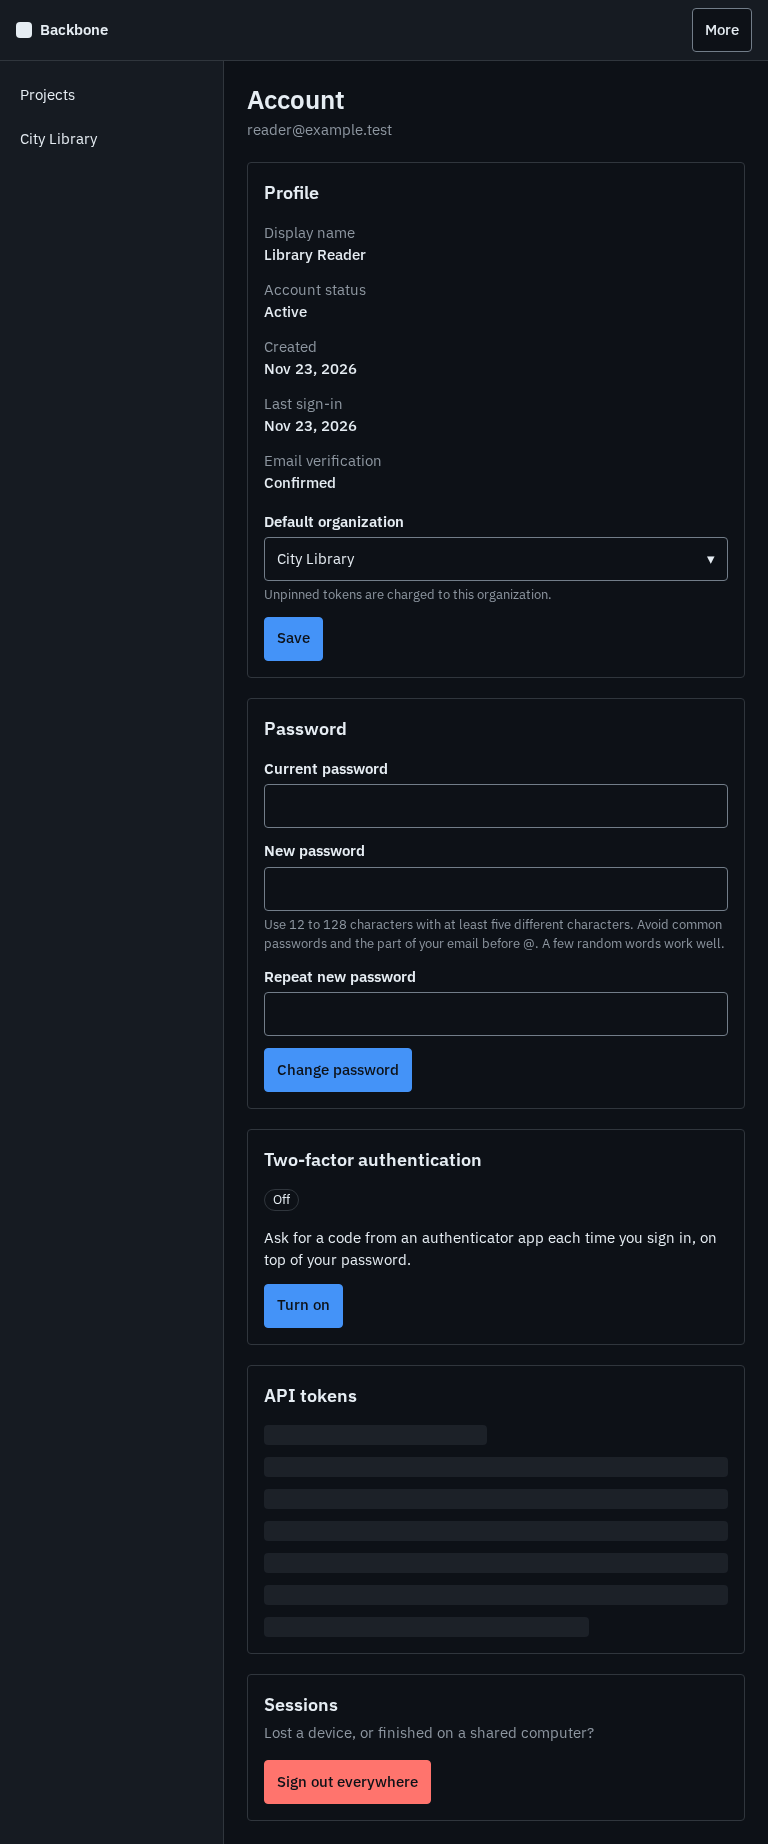 Backbone
More
Projects
City Library
Account
reader@example.test
Profile
Display name
Library Reader
Account status
Active
Created
Nov 23, 2026
Last sign-in
Nov 23, 2026
Email verification
Confirmed
Default organization
City Library
Unpinned tokens are charged to this organization.
Save
Password
Current password
New password
Use 12 to 128 characters with at least five different characters. Avoid common
passwords and the part of your email before @. A few random words work well.
Repeat new password
Change password
Two-factor authentication
Off
Ask for a code from an authenticator app each time you sign in, on
top of your password.
Turn on
API tokens
Sessions
Lost a device, or finished on a shared computer?
Sign out everywhere